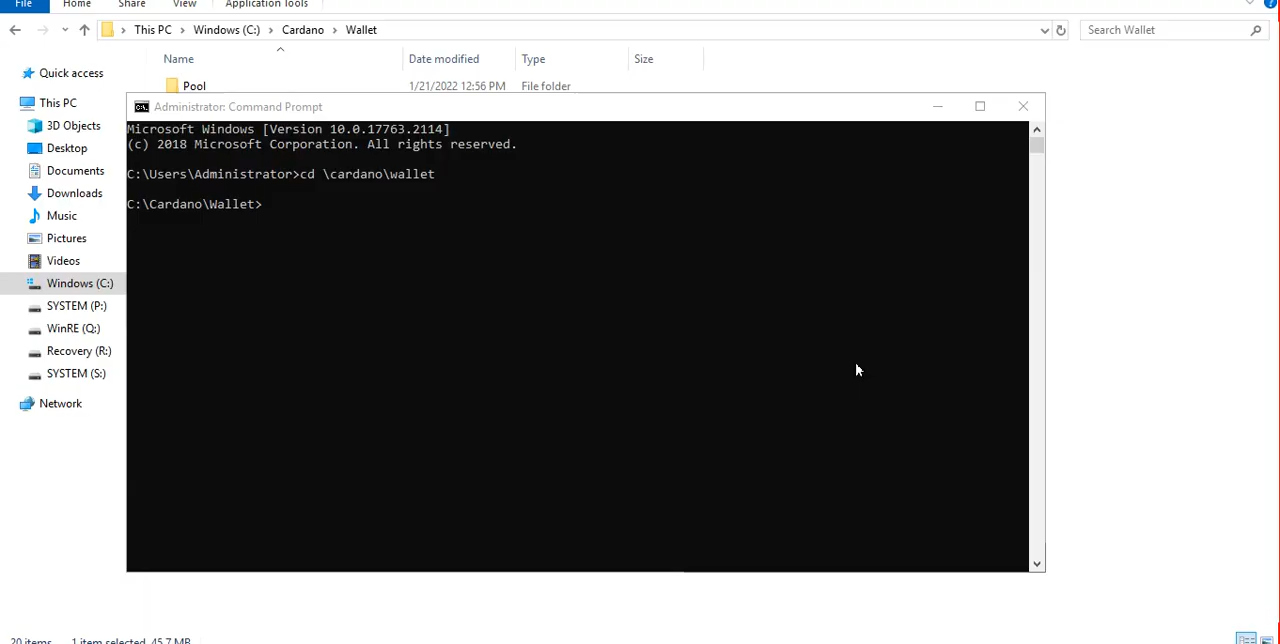 File Home Share View Application Tools
This PC > Windows (C:) > Cardano > Wallet
Search Wallet
Name Date modified Type Size
Pool 1/21/2022 12:56 PM File folder
Quick access
This PC
3D Objects
Desktop
Documents
Downloads
Music
Pictures
Videos
Windows (C:)
SYSTEM (P:)
WinRE (Q:)
Recovery (R:)
SYSTEM (S:)
Network
Administrator: Command Prompt
Microsoft Windows [Version 10.0.17763.2114]
(c) 2018 Microsoft Corporation. All rights reserved.
C:\Users\Administrator>cd \cardano\wallet
C:\Cardano\Wallet>
20 items 1 item selected 45.7 MB